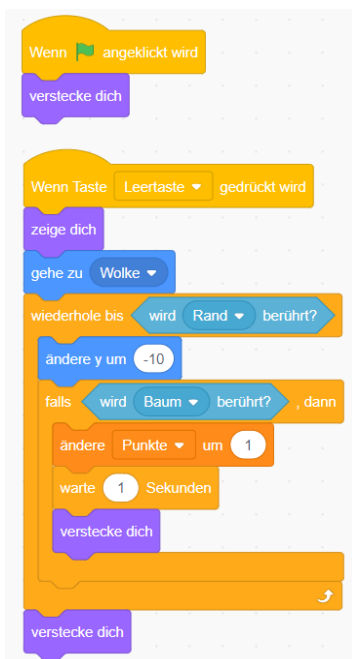 Wenn angeklickt wird
verstecke dich
Wenn Taste Leertaste gedrückt wird
zeige dich
gehe zu Wolke
wiederhole bis wird Rand berührt?
ändere y um -10
falls wird Baum berührt? , dann
ändere Punkte um 1
warte 1 Sekunden
verstecke dich
verstecke dich